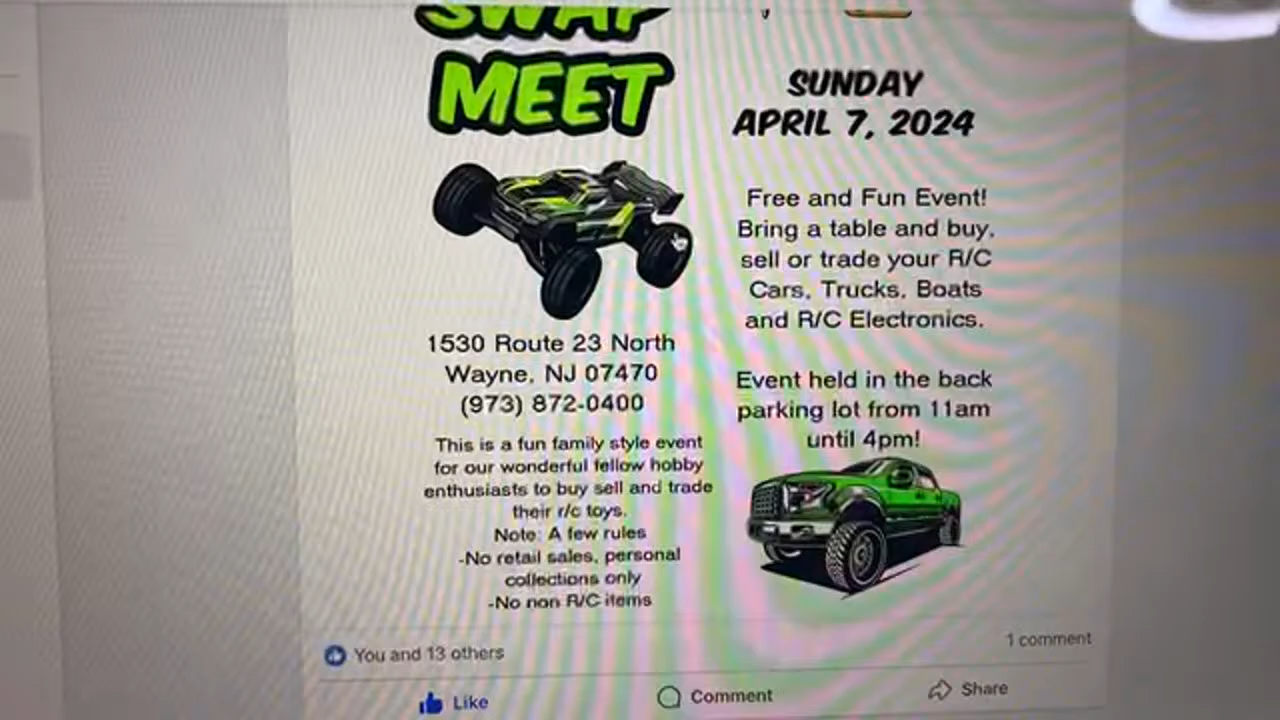 SWAP
MEET
SUNDAY
APRIL 7, 2024
Free and Fun Event!
Bring a table and buy,
sell or trade your R/C
Cars, Trucks, Boats
and R/C Electronics.
Event held in the back
parking lot from 11am
until 4pm!
1530 Route 23 North
Wayne, NJ 07470
(973) 872-0400
This is a fun family style event
for our wonderful fellow hobby
enthusiasts to buy sell and trade
their r/c toys.
Note: A few rules
-No retail sales, personal
collections only
-No non R/C items
You and 13 others
1 comment
Like
Comment
Share